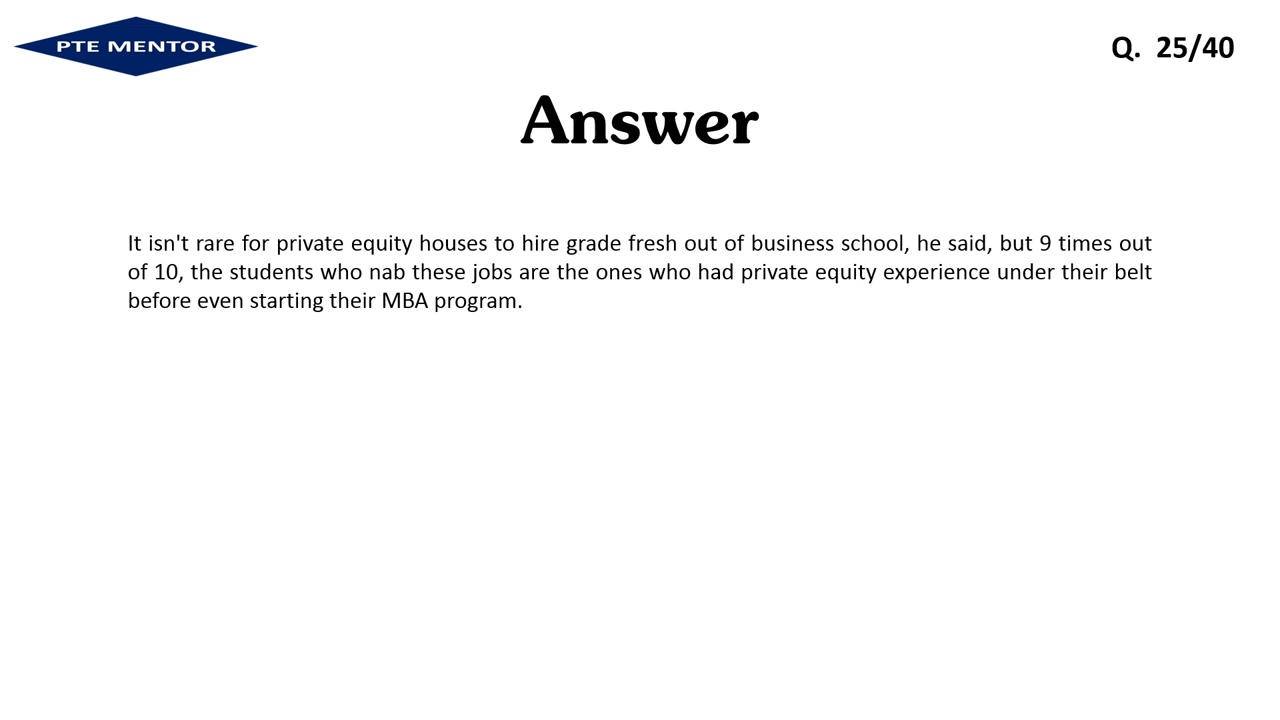 PTE MENTOR
Q. 25/40
Answer
It isn't rare for private equity houses to hire grade fresh out of business school, he said, but 9 times out
of 10, the students who nab these jobs are the ones who had private equity experience under their belt
before even starting their MBA program.